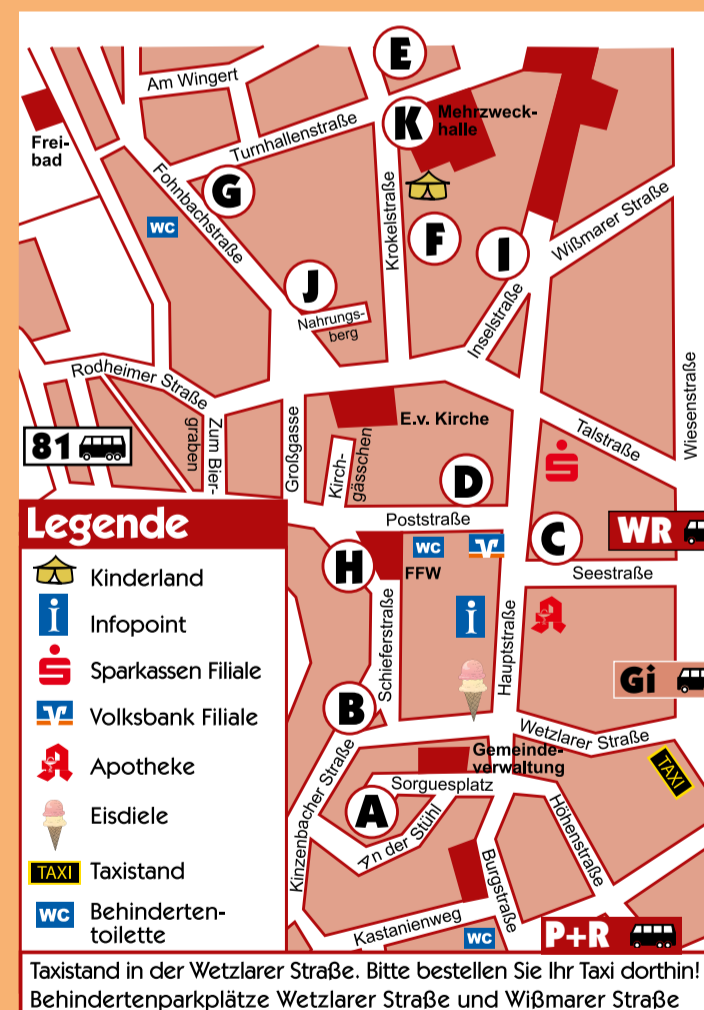 E
Am Wingert
K
Mehrzweck-
halle
Frei-
bad
Turnhallenstraße
G
Fohnbachstraße
WC
Krokelstraße
F
I
Wißmarer Straße
J
Nahrungs-
berg
Inselstraße
Rodheimer Straße
Wiesenstraße
81
Zum Bier-
graben
Großgasse
Kirch-
gässchen
E.v. Kirche
Talstraße
S
D
Poststraße
C
WR
H
WC
V
FFW
Seestraße
Schieferstraße
i
Hauptstraße
A
Gi
B
Wetzlarer Straße
Gemeinde-
verwaltung
TAXI
Kinzenbacher Straße
Sorguesplatz
A
An der Stühl
Höhenstraße
Burgstraße
Kastanienweg
WC
P+R
Legende
Kinderland
i Infopoint
S Sparkassen Filiale
V Volksbank Filiale
A Apotheke
Eisdiele
TAXI Taxistand
WC Behinderten-
toilette
Taxistand in der Wetzlarer Straße. Bitte bestellen Sie Ihr Taxi dorthin!
Behindertenparkplätze Wetzlarer Straße und Wißmarer Straße